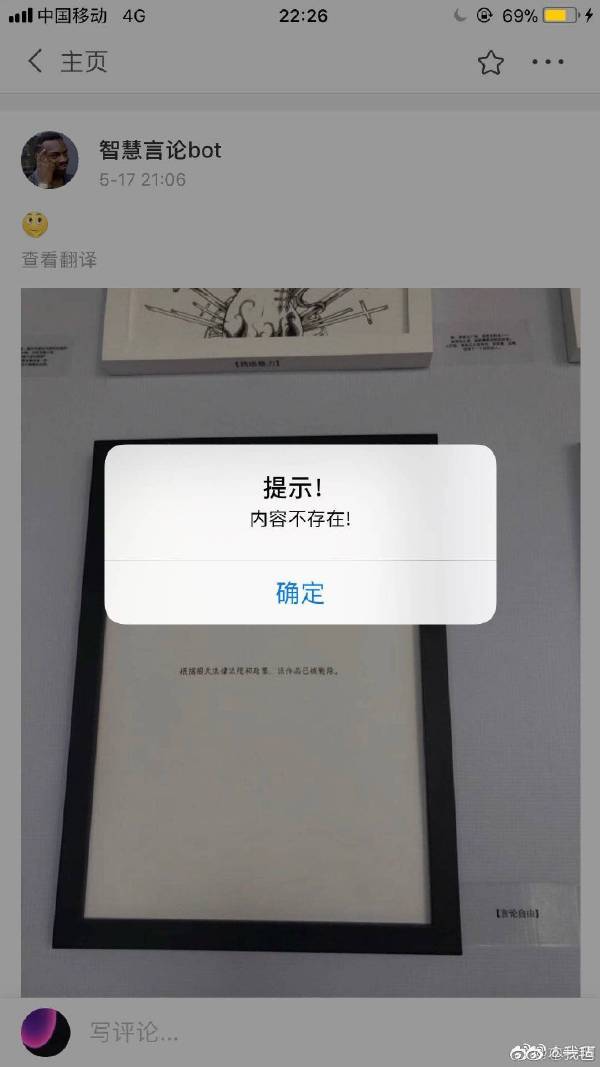 中国移动 4G 22:26 69%
主页
智慧言论bot
5-17 21:06
查看翻译
提示!
内容不存在!
确定
根据相关法律法规和政策，该作品已被删除。
【言论自由】
写评论...